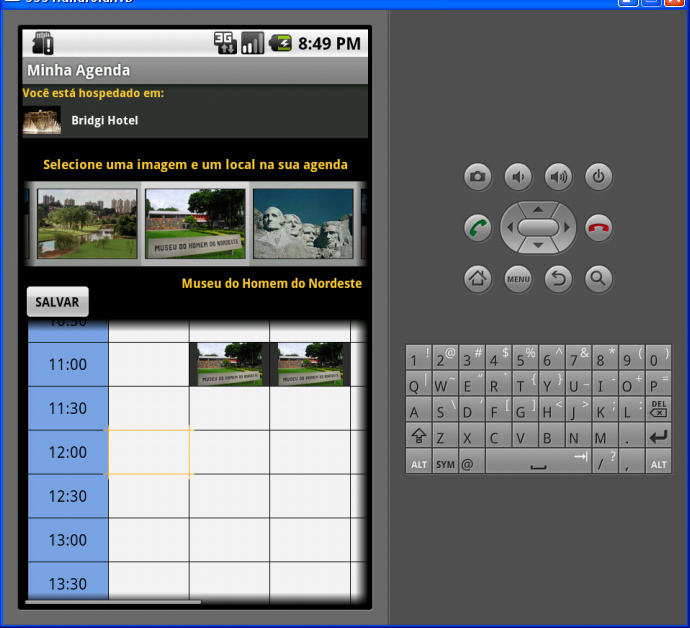 3G
8:49 PM
Minha Agenda
Você está hospedado em:
Bridgi Hotel
Selecione uma imagem e um local na sua agenda
MUSEU DO HOMEM DO NORDESTE
Museu do Homem do Nordeste
SALVAR
10:30
11:00
MUSEU DO HOMEM DO NORDESTE
MUSEU DO HOMEM DO NORDESTE
11:30
12:00
12:30
13:00
13:30
MENU
1 ! 2 @ 3 # 4 $ 5 % 6 ^ 7 & 8 * 9 ( 0 )
Q | W ~ E " R ` T { Y } U _ I - O + P =
A S \ D ' F [ G ] H < J > K ; L : DEL
Z X C V B N M .
ALT SYM @ / ? , ALT